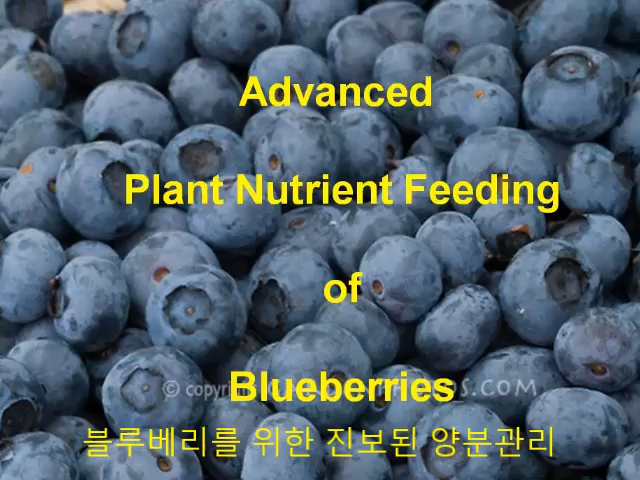 Advanced
Plant Nutrient Feeding
of
Blueberries
블루베리를 위한 진보된 양분관리